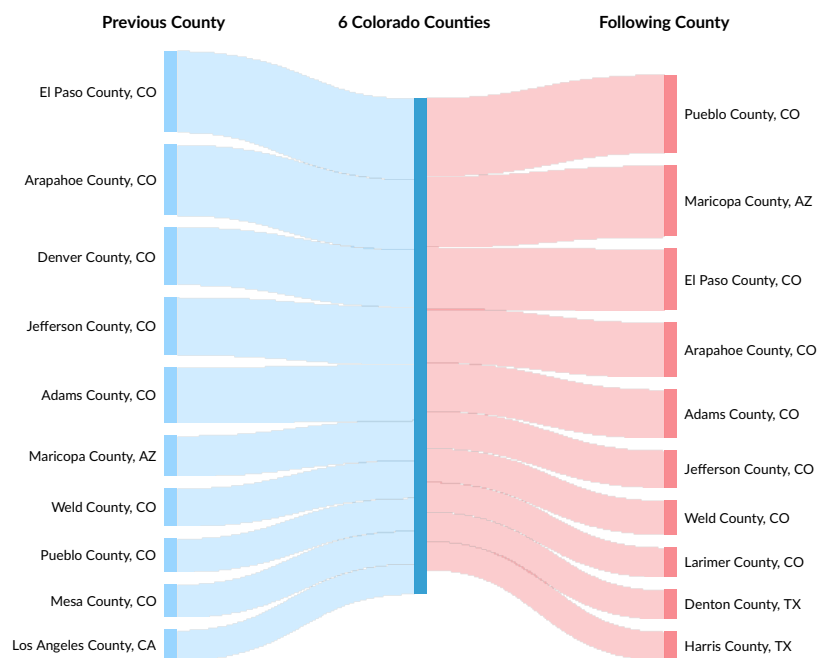 Previous County
6 Colorado Counties
Following County
El Paso County, CO
Arapahoe County, CO
Denver County, CO
Jefferson County, CO
Adams County, CO
Maricopa County, AZ
Weld County, CO
Pueblo County, CO
Mesa County, CO
Los Angeles County, CA
Pueblo County, CO
Maricopa County, AZ
El Paso County, CO
Arapahoe County, CO
Adams County, CO
Jefferson County, CO
Weld County, CO
Larimer County, CO
Denton County, TX
Harris County, TX